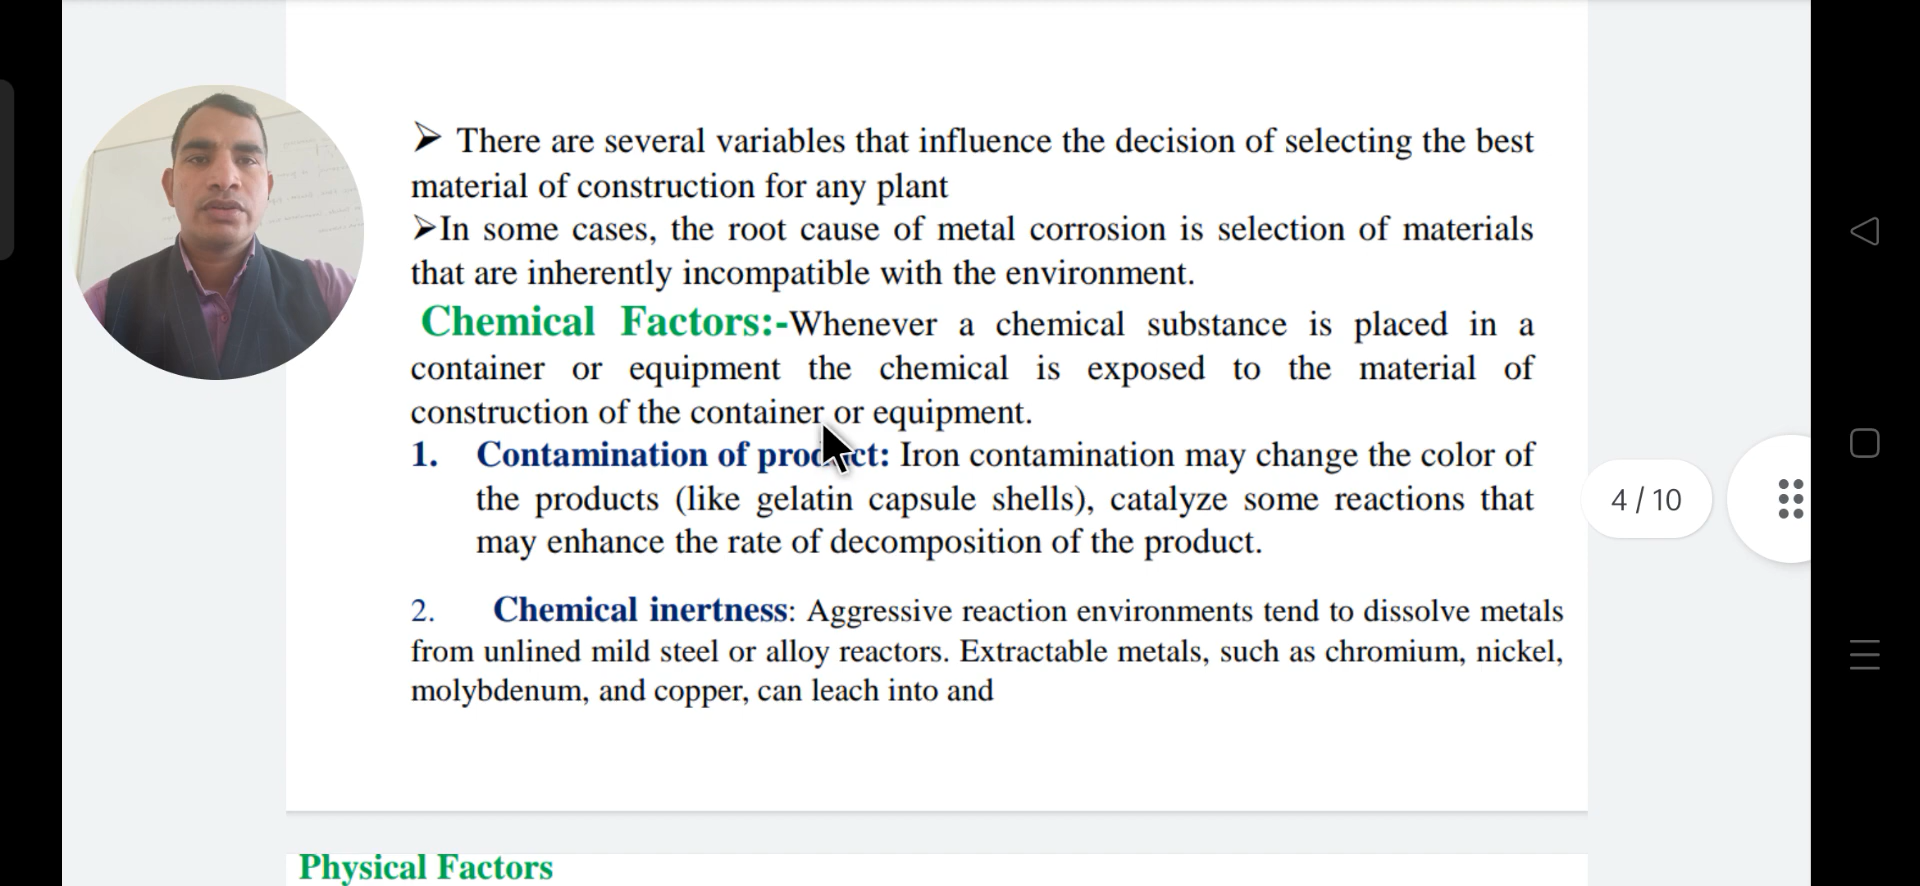 ➢ There are several variables that influence the decision of selecting the best
material of construction for any plant
➢In some cases, the root cause of metal corrosion is selection of materials
that are inherently incompatible with the environment.
Chemical Factors:-Whenever a chemical substance is placed in a
container or equipment the chemical is exposed to the material of
construction of the container or equipment.
1. Contamination of product: Iron contamination may change the color of
the products (like gelatin capsule shells), catalyze some reactions that
may enhance the rate of decomposition of the product.
2. Chemical inertness: Aggressive reaction environments tend to dissolve metals
from unlined mild steel or alloy reactors. Extractable metals, such as chromium, nickel,
molybdenum, and copper, can leach into and
4 / 10
Physical Factors